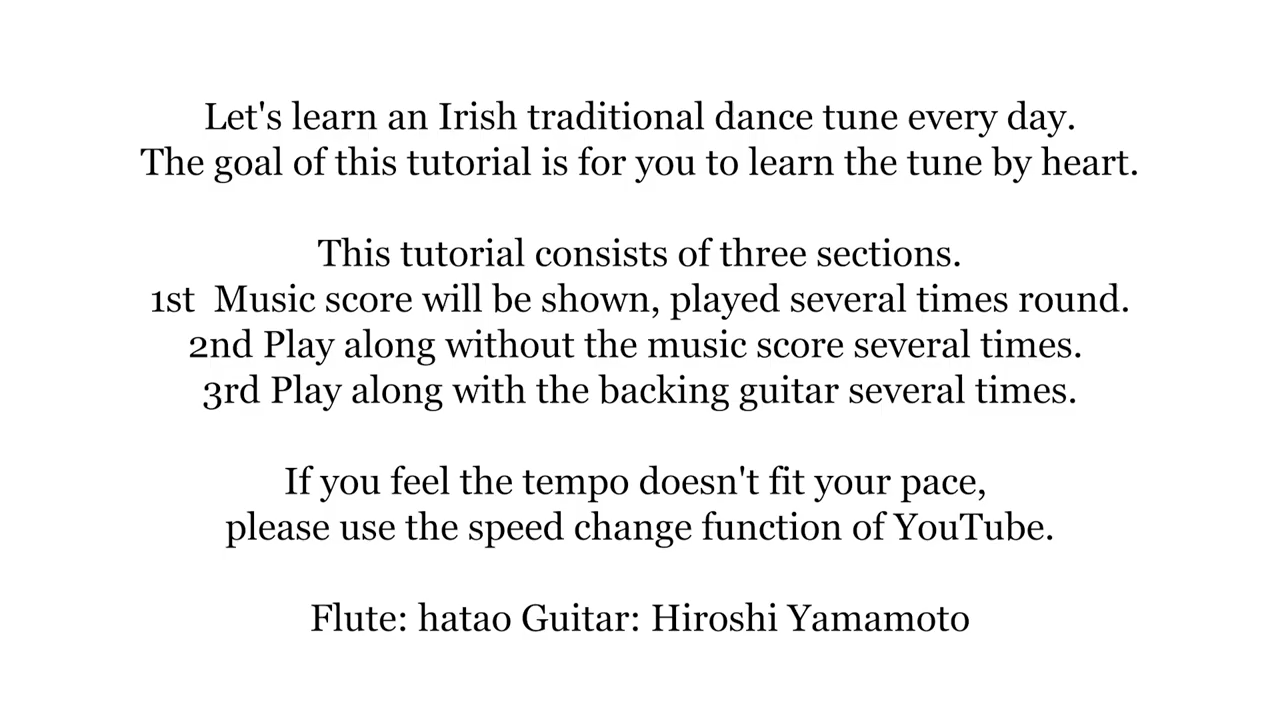 Let's learn an Irish traditional dance tune every day.
The goal of this tutorial is for you to learn the tune by heart.
This tutorial consists of three sections.
1st  Music score will be shown, played several times round.
2nd Play along without the music score several times.
3rd Play along with the backing guitar several times.
If you feel the tempo doesn't fit your pace,
please use the speed change function of YouTube.
Flute: hatao Guitar: Hiroshi Yamamoto